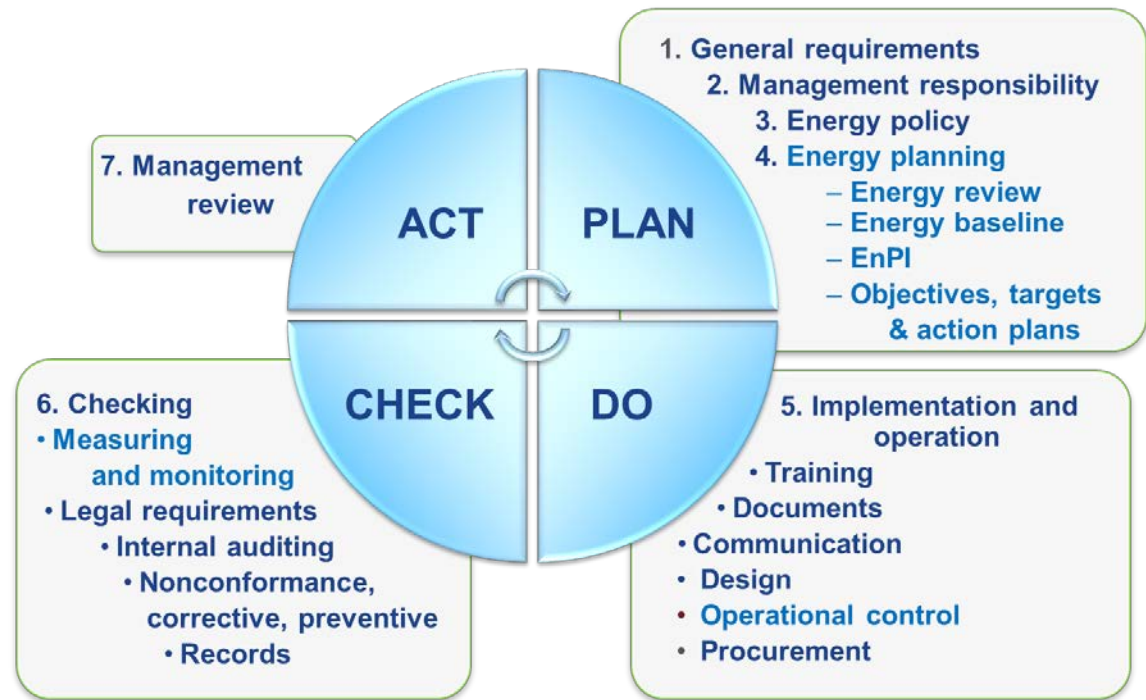 1. General requirements
2. Management responsibility
3. Energy policy
4. Energy planning
– Energy review
– Energy baseline
– EnPI
– Objectives, targets
& action plans
7. Management
review
ACT
PLAN
CHECK
DO
5. Implementation and
operation
• Training
• Documents
• Communication
• Design
• Operational control
• Procurement
6. Checking
• Measuring
and monitoring
• Legal requirements
• Internal auditing
• Nonconformance,
corrective, preventive
• Records